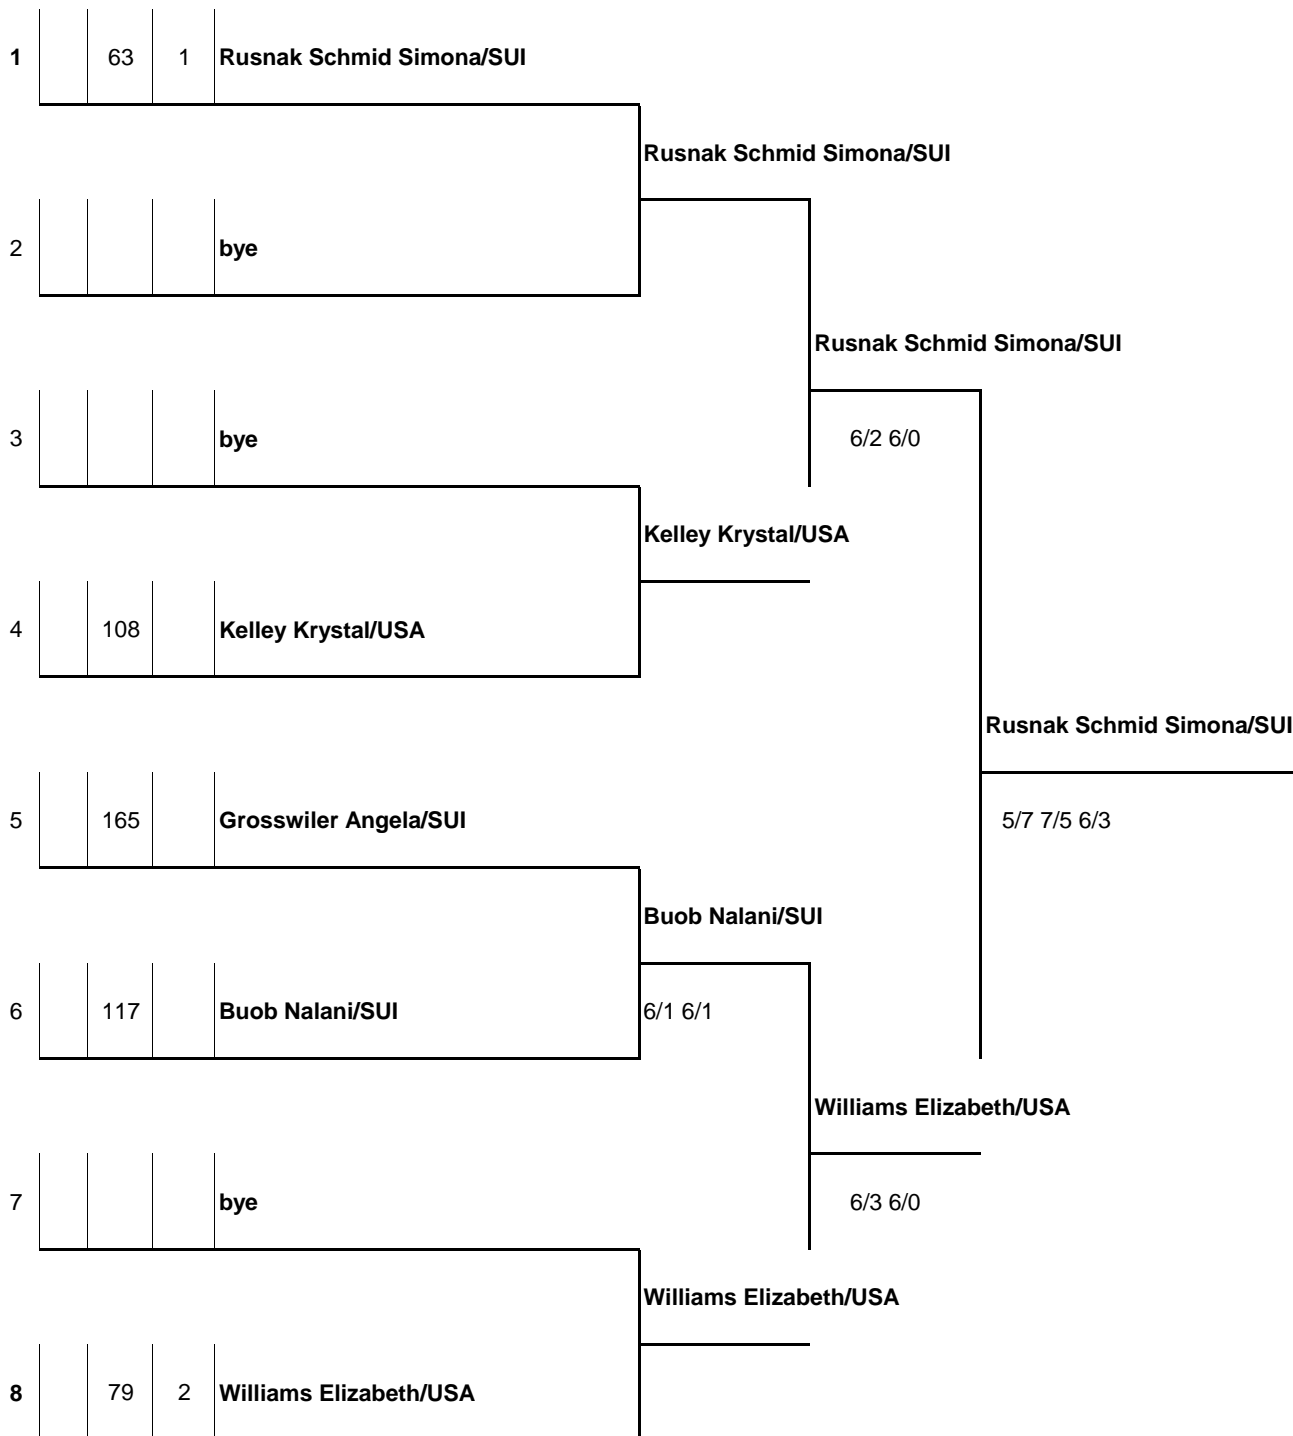 1 63 1 Rusnak Schmid Simona/SUI
Rusnak Schmid Simona/SUI
2 bye
Rusnak Schmid Simona/SUI
3 bye 6/2 6/0
Kelley Krystal/USA
4 108 Kelley Krystal/USA
Rusnak Schmid Simona/SUI
5 165 Grosswiler Angela/SUI 5/7 7/5 6/3
Buob Nalani/SUI
6 117 Buob Nalani/SUI 6/1 6/1
Williams Elizabeth/USA
7 bye 6/3 6/0
Williams Elizabeth/USA
8 79 2 Williams Elizabeth/USA